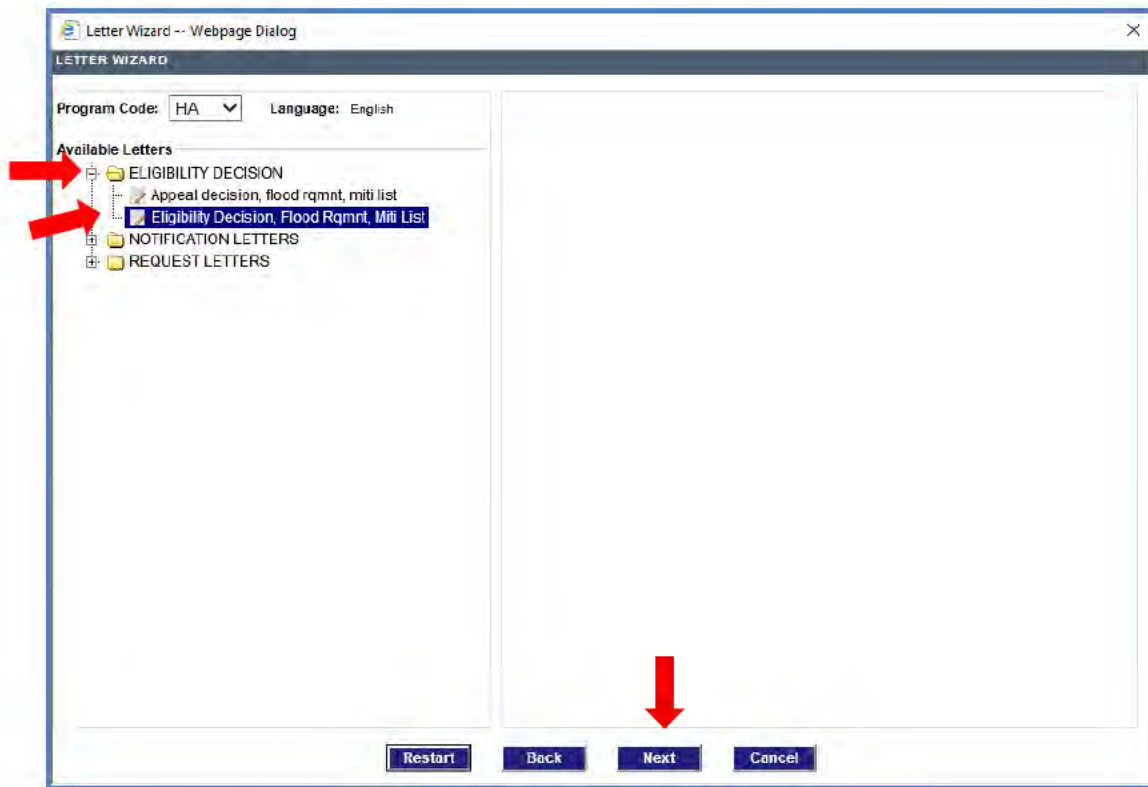 Letter Wizard -- Webpage Dialog
LETTER WIZARD
Program Code: HA Language: English
Available Letters
ELIGIBILITY DECISION
Appeal decision, flood rqmnt, miti list
Eligibility Decision, Flood Rqmnt, Miti List
NOTIFICATION LETTERS
REQUEST LETTERS
Restart Back Next Cancel